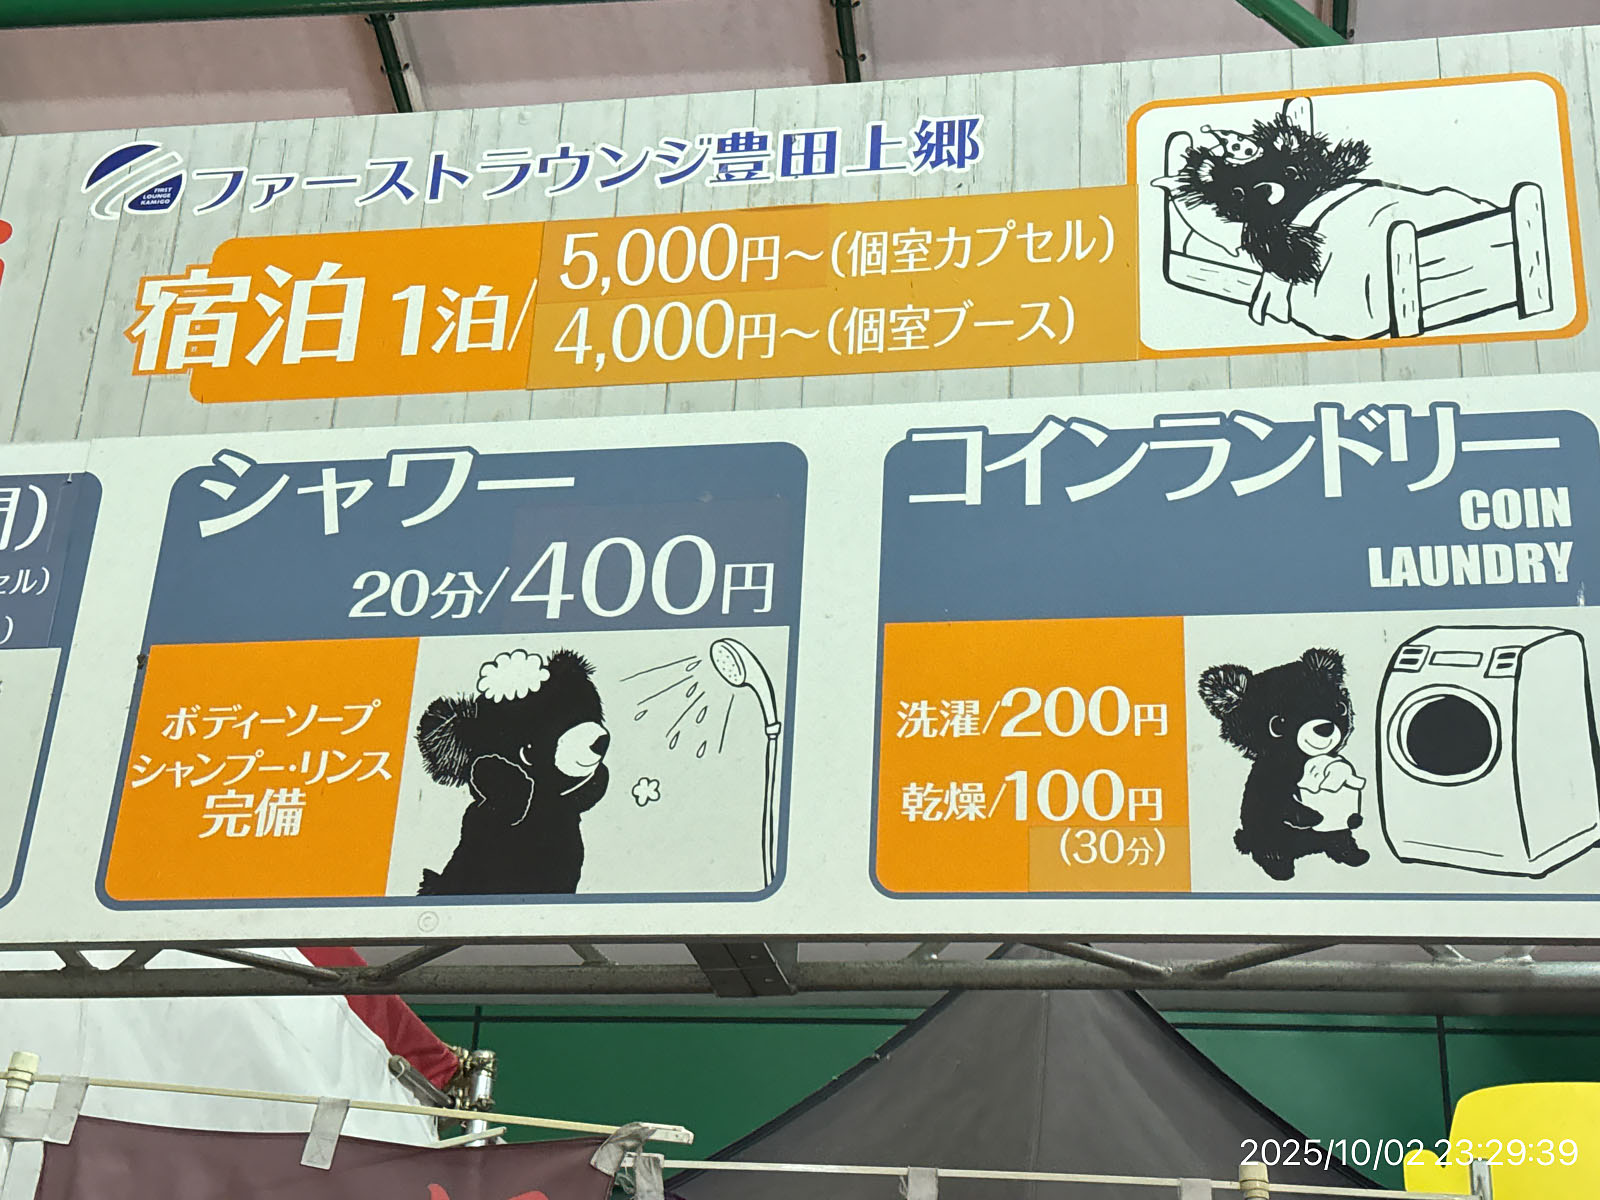 FIRST
LOUNGE
KAMIGO
ファーストラウンジ豊田上郷
宿泊 1泊/
5,000円～(個室カプセル)
4,000円～(個室ブース)
シャワー
20分/400円
ボディーソープ
シャンプー・リンス
完備
コインランドリー
COIN
LAUNDRY
洗濯/200円
乾燥/100円
(30分)
セル)
)
2025/10/02 23:29:39